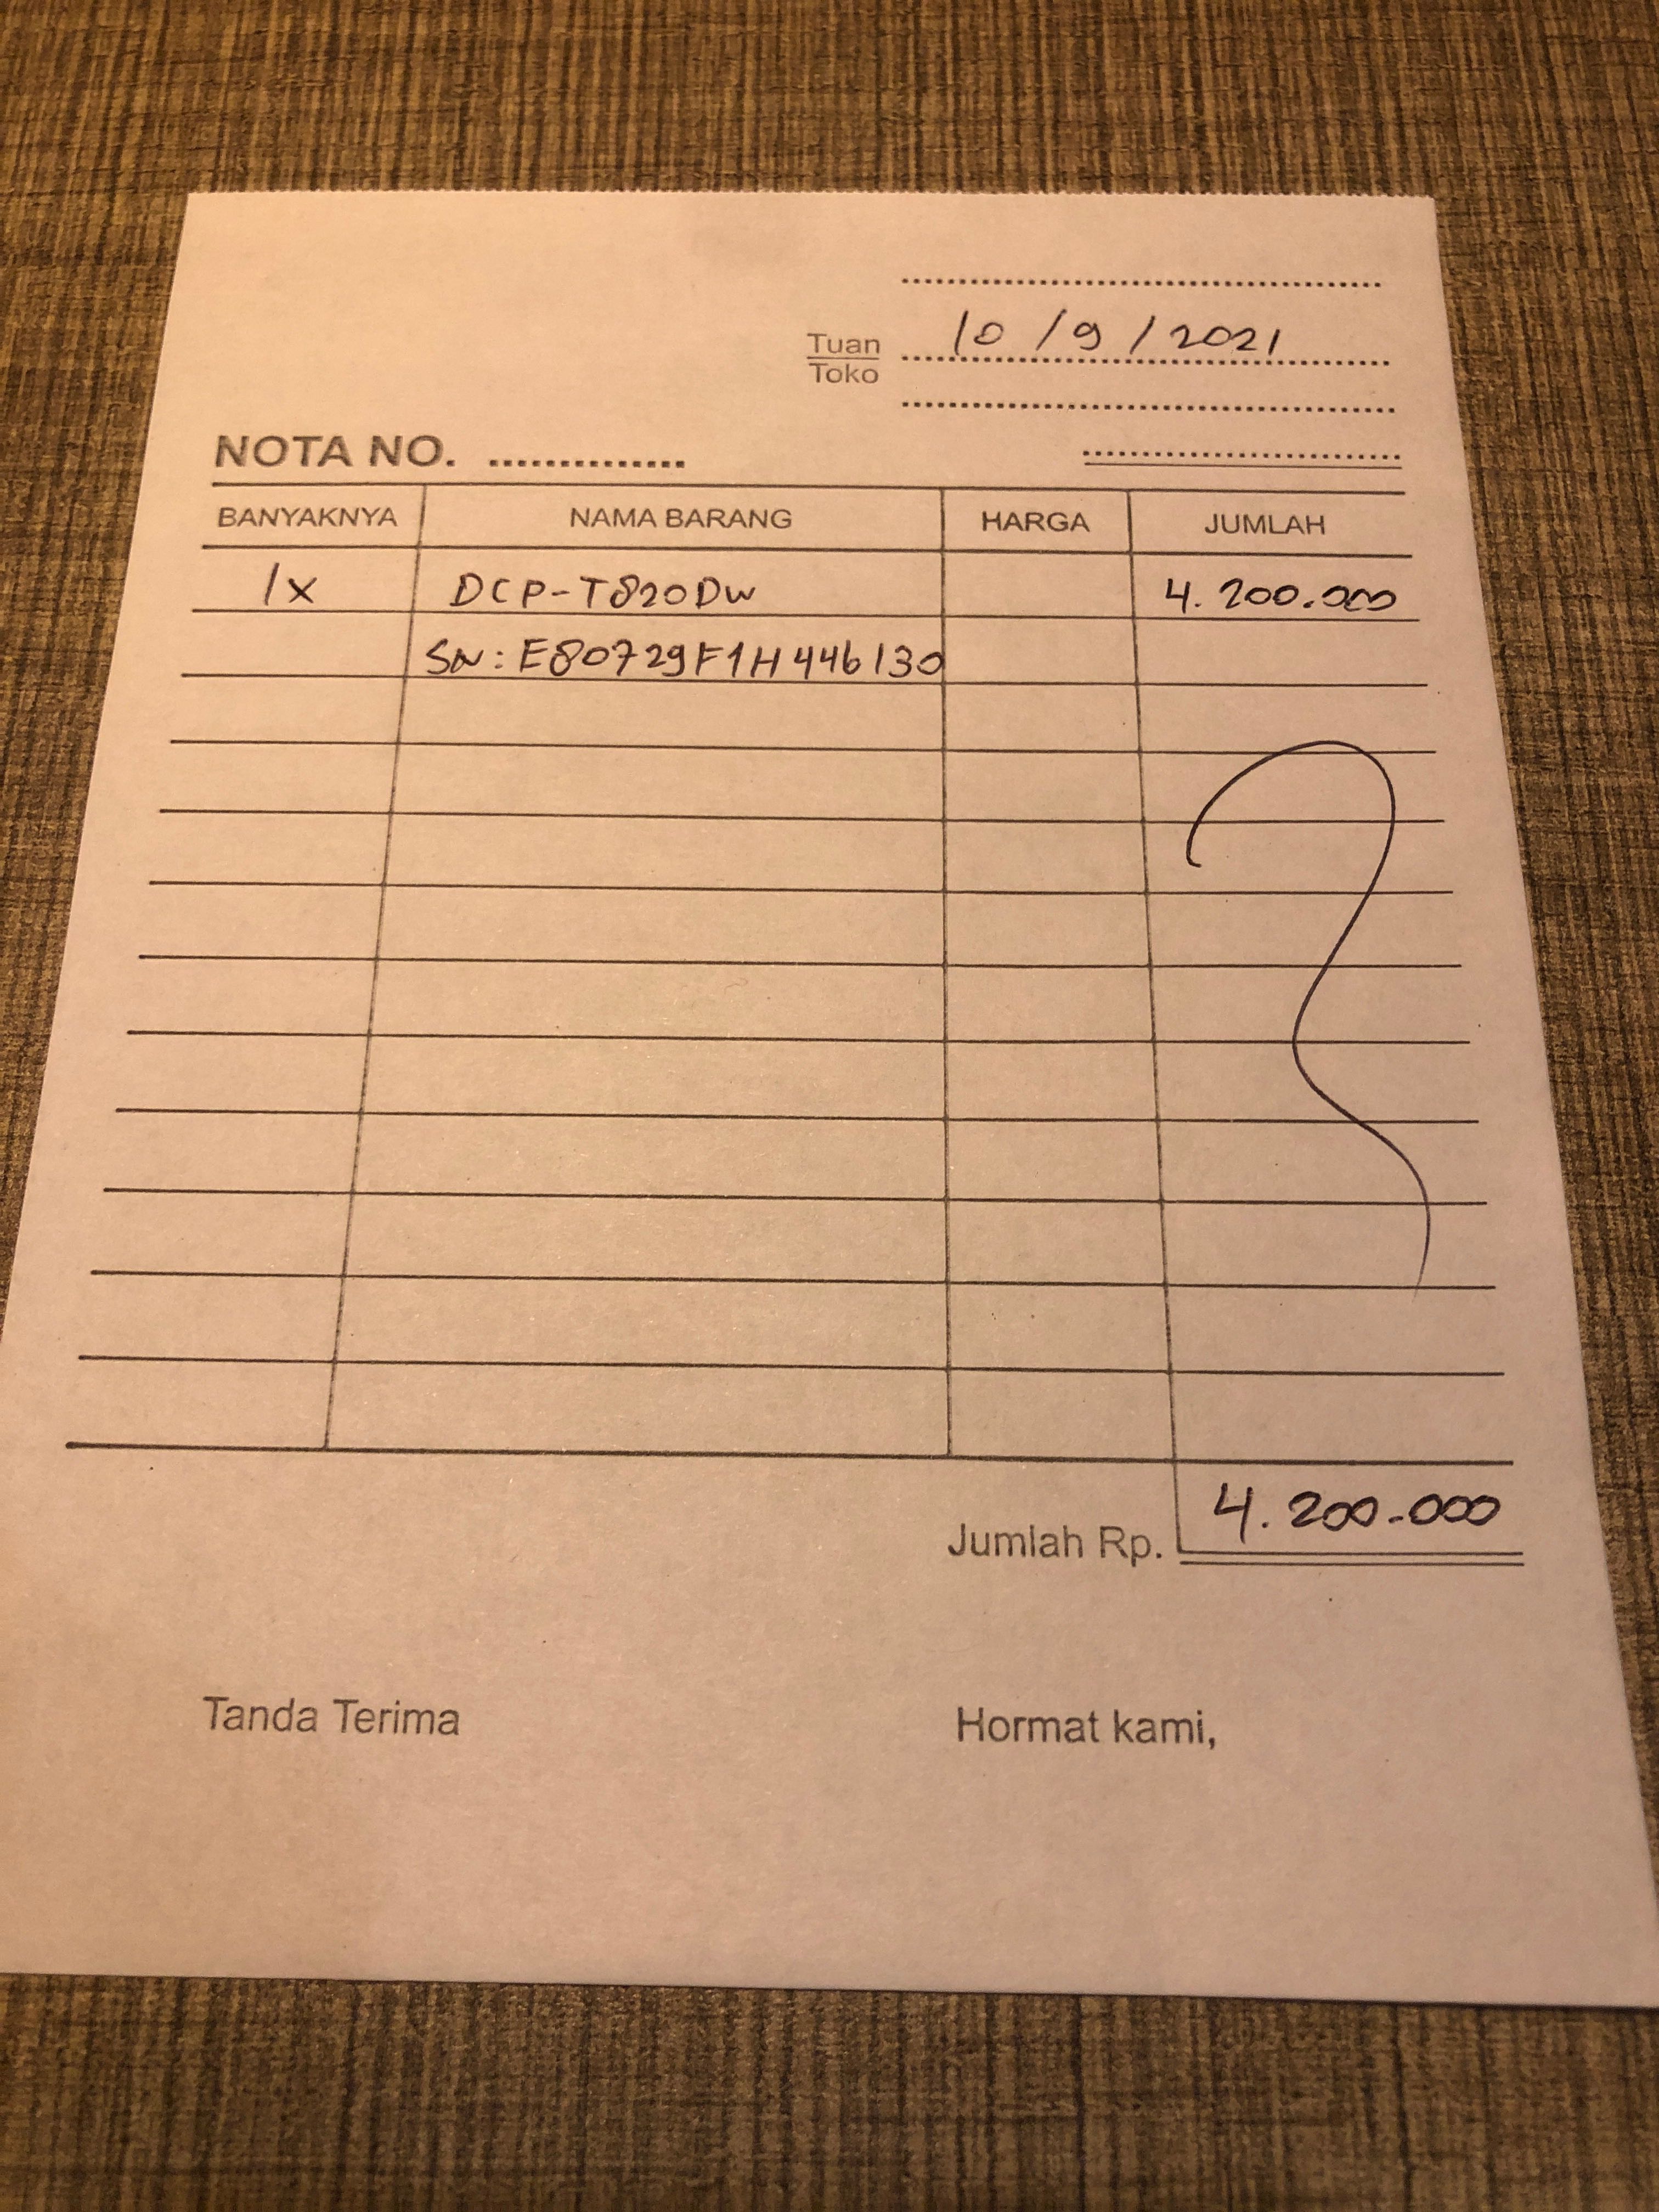 10/9/2021
Tuan
Toko
NOTA NO.
BANYAKNYA NAMA BARANG HARGA JUMLAH
1x DCP-T820DW 4.200.000
SN: E80729F1H446130
Jumlah Rp. 4.200.000
Tanda Terima Hormat kami,